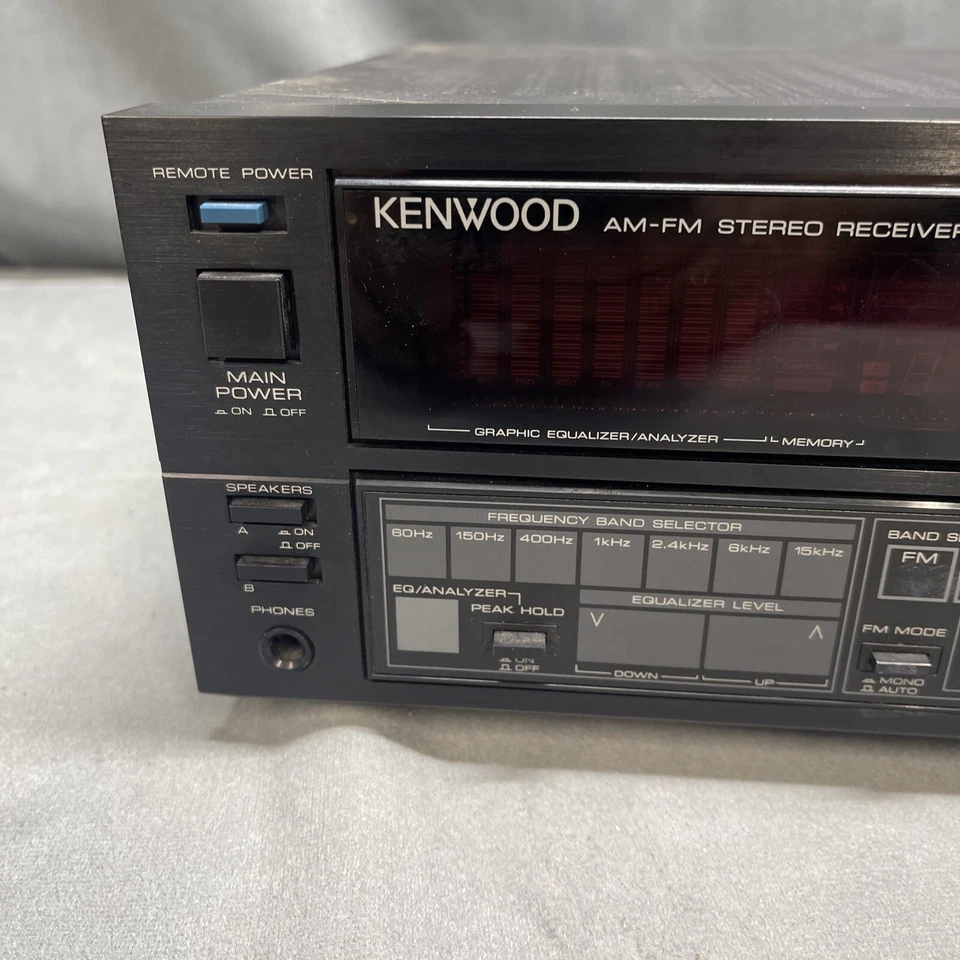 REMOTE POWER
KENWOOD AM-FM STEREO RECEIVER
MAIN
POWER
ON OFF
GRAPHIC EQUALIZER/ANALYZER MEMORY
SPEAKERS
A ON
OFF
B
PHONES
FREQUENCY BAND SELECTOR
60Hz 150Hz 400Hz 1kHz 2.4kHz 6kHz 15kHz
EQ/ANALYZER
PEAK HOLD
ON
OFF
EQUALIZER LEVEL
DOWN UP
BAND
FM
FM MODE
MONO
AUTO